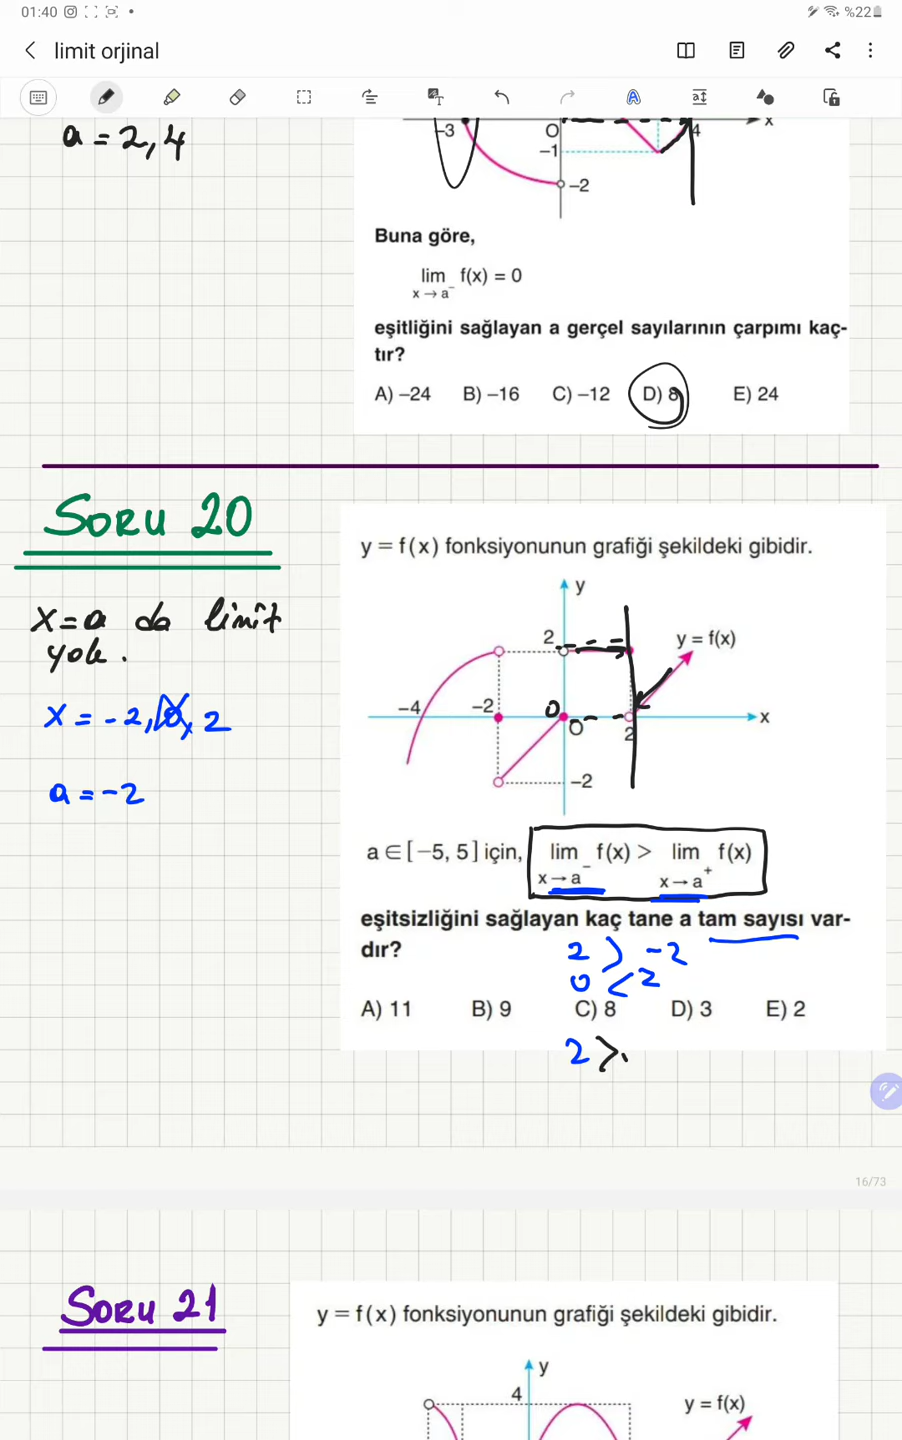 01:40
%22
limit orjinal
a = 2, 4
-3 O 4 x
-1
-2
Buna göre,
lim f(x) = 0
x → a⁻
eşitliğini sağlayan a gerçel sayılarının çarpımı kaç-
tır?
A) –24 B) –16 C) –12 D) 8 E) 24
SORU 20
y = f(x) fonksiyonunun grafiği şekildeki gibidir.
x = a da limit
yok.
x = -2, 0, 2
a = -2
y
2
y = f(x)
-4 -2 0 O 2 x
-2
a ∈ [–5, 5] için, lim f(x) > lim f(x)
x → a⁻ x → a⁺
eşitsizliğini sağlayan kaç tane a tam sayısı var-
dır?
2 > -2
0 < 2
A) 11 B) 9 C) 8 D) 3 E) 2
2 >
16/73
SORU 21
y = f(x) fonksiyonunun grafiği şekildeki gibidir.
y
4
y = f(x)